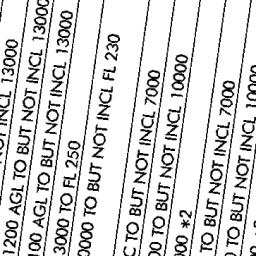 INCL 13000
1200 AGL TO BUT NOT INCL 13000
100 AGL TO BUT NOT INCL 13000
3000 TO FL 250
0000 TO BUT NOT INCL FL 230
TO BUT NOT INCL 7000
00 TO BUT NOT INCL 10000
000 *2
TO BUT NOT INCL 7000
TO BUT NOT INCL 10000